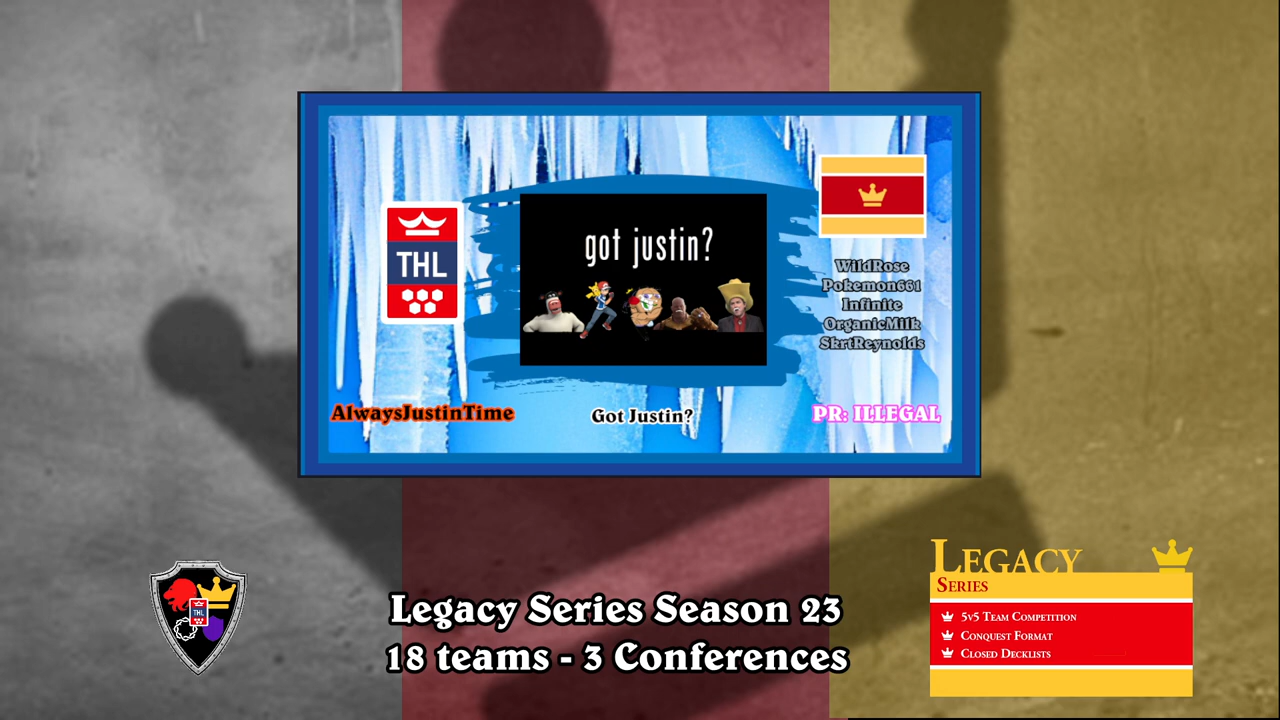 got justin?
THL
WildRose
Pokemon661
Infinite
OrganicMilk
SkrtReynolds
AlwaysJustinTime
Got Justin?
PR: ILLEGAL
THL
Legacy Series Season 23
18 teams - 3 Conferences
LEGACY
SERIES
5v5 TEAM COMPETITION
CONQUEST FORMAT
CLOSED DECKLISTS